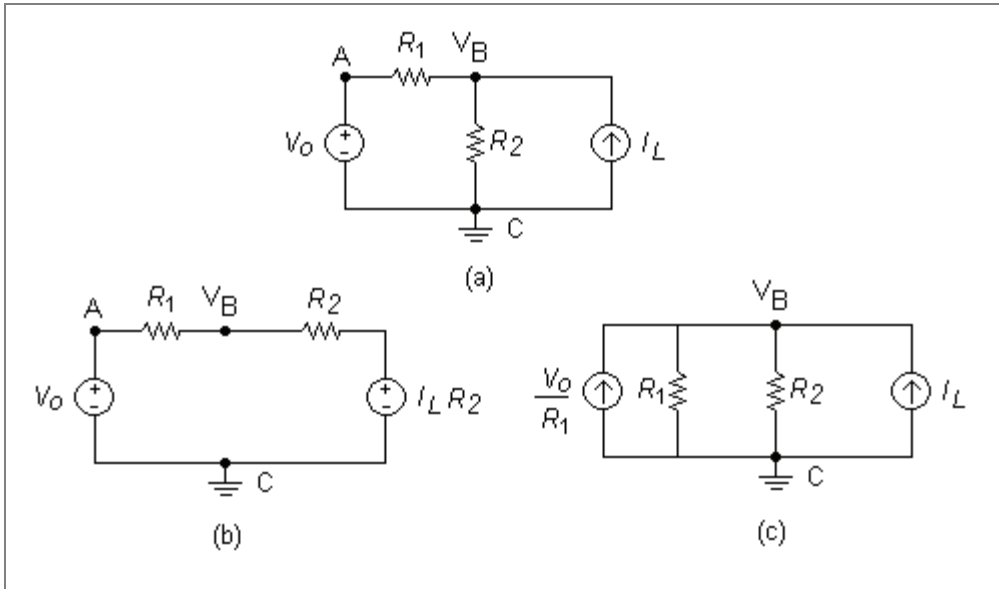 A R1 VB
Vo + - R2 IL
C
(a)
A R1 VB R2
Vo + - + - IL R2
C
(b)
VB
Vo/R1 R1 R2 IL
C
(c)